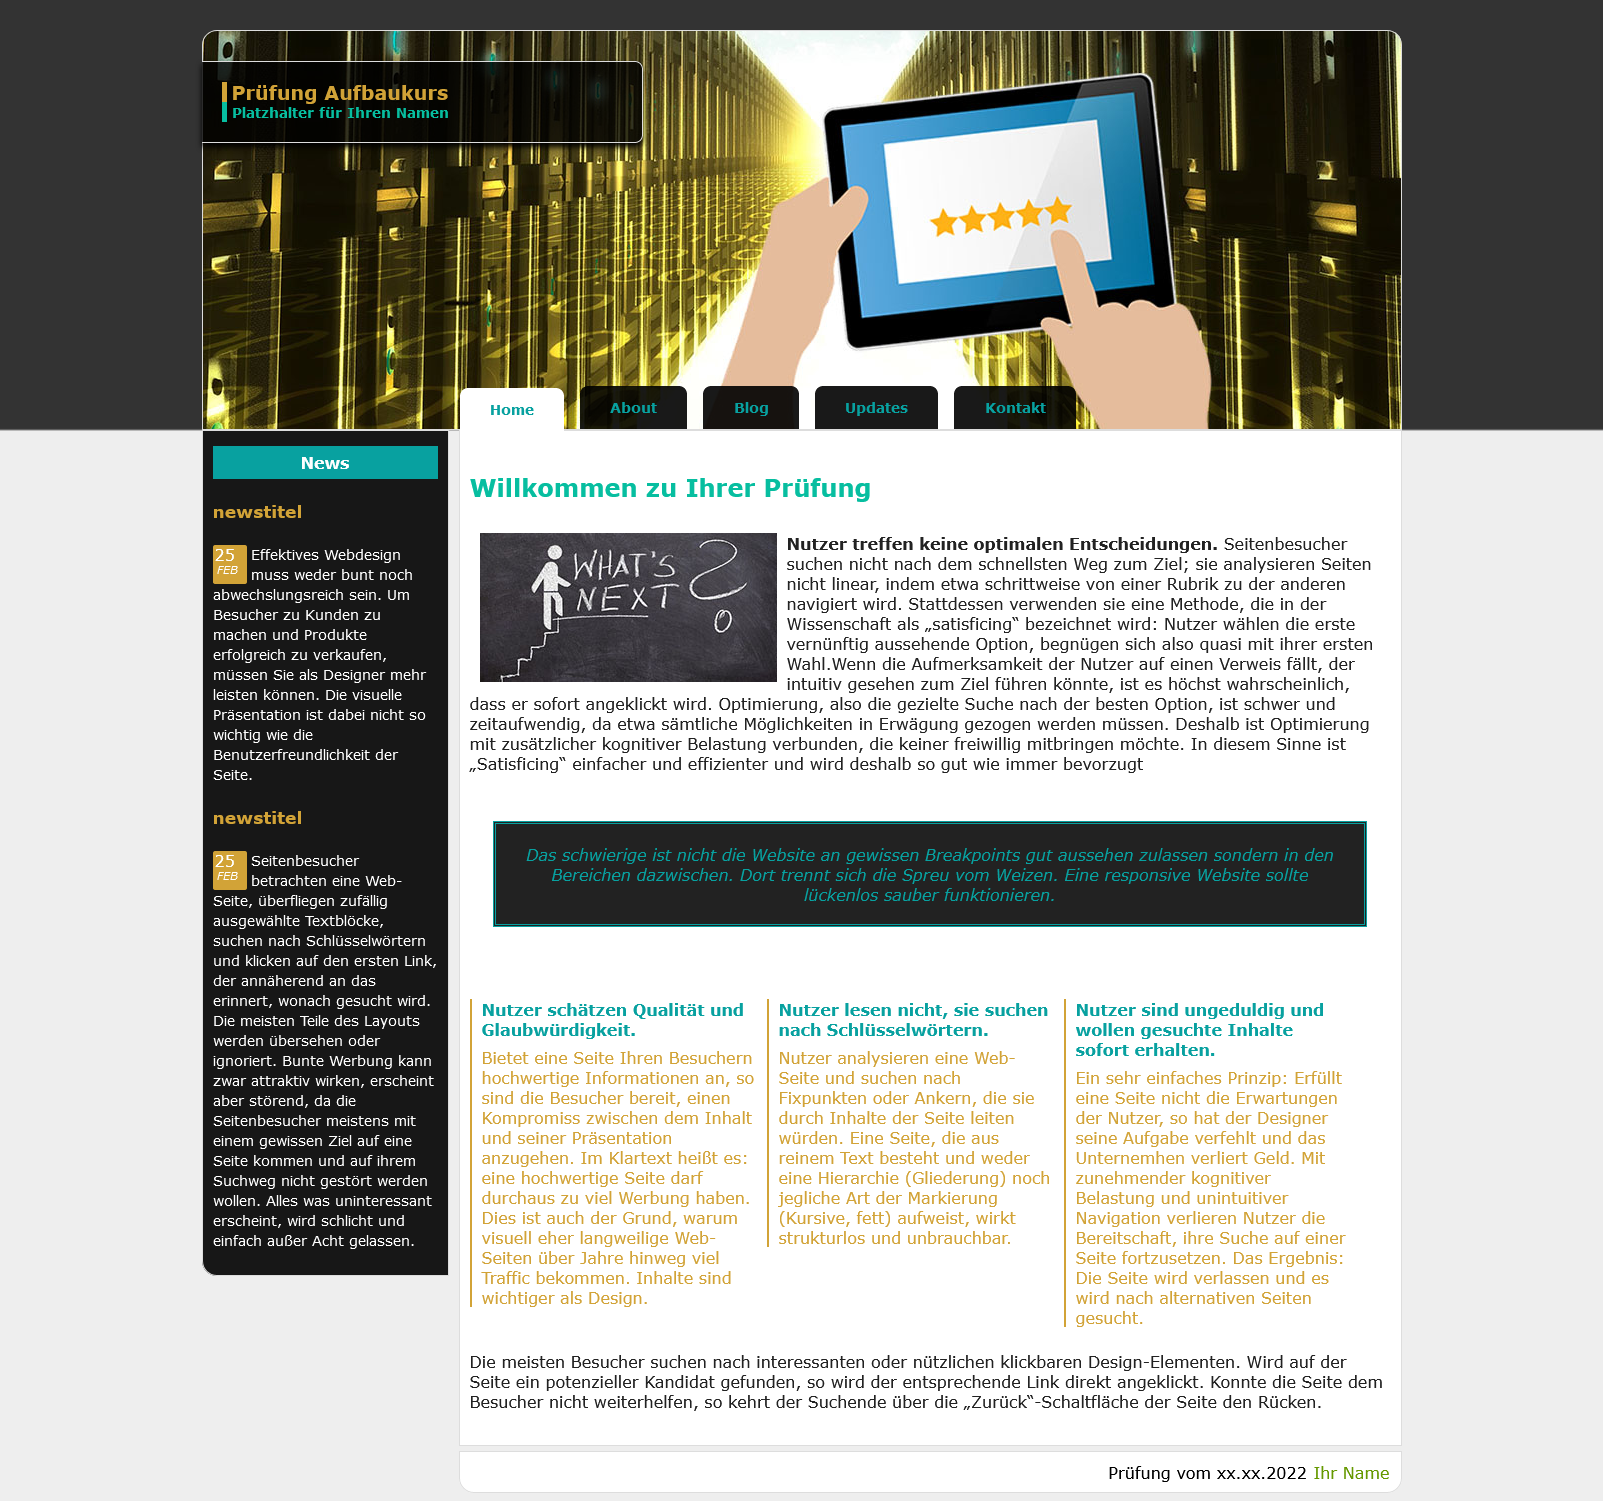 Prüfung Aufbaukurs
Platzhalter für Ihren Namen
Home
About
Blog
Updates
Kontakt
News
newstitel
25
FEB
Effektives Webdesign
muss weder bunt noch
abwechslungsreich sein. Um
Besucher zu Kunden zu
machen und Produkte
erfolgreich zu verkaufen,
müssen Sie als Designer mehr
leisten können. Die visuelle
Präsentation ist dabei nicht so
wichtig wie die
Benutzerfreundlichkeit der
Seite.
newstitel
25
FEB
Seitenbesucher
betrachten eine Web-
Seite, überfliegen zufällig
ausgewählte Textblöcke,
suchen nach Schlüsselwörtern
und klicken auf den ersten Link,
der annäherend an das
erinnert, wonach gesucht wird.
Die meisten Teile des Layouts
werden übersehen oder
ignoriert. Bunte Werbung kann
zwar attraktiv wirken, erscheint
aber störend, da die
Seitenbesucher meistens mit
einem gewissen Ziel auf eine
Seite kommen und auf ihrem
Suchweg nicht gestört werden
wollen. Alles was uninteressant
erscheint, wird schlicht und
einfach außer Acht gelassen.
Willkommen zu Ihrer Prüfung
WHAT'S
NEXT ?
Nutzer treffen keine optimalen Entscheidungen. Seitenbesucher
suchen nicht nach dem schnellsten Weg zum Ziel; sie analysieren Seiten
nicht linear, indem etwa schrittweise von einer Rubrik zu der anderen
navigiert wird. Stattdessen verwenden sie eine Methode, die in der
Wissenschaft als „satisficing“ bezeichnet wird: Nutzer wählen die erste
vernünftig aussehende Option, begnügen sich also quasi mit ihrer ersten
Wahl.Wenn die Aufmerksamkeit der Nutzer auf einen Verweis fällt, der
intuitiv gesehen zum Ziel führen könnte, ist es höchst wahrscheinlich,
dass er sofort angeklickt wird. Optimierung, also die gezielte Suche nach der besten Option, ist schwer und
zeitaufwendig, da etwa sämtliche Möglichkeiten in Erwägung gezogen werden müssen. Deshalb ist Optimierung
mit zusätzlicher kognitiver Belastung verbunden, die keiner freiwillig mitbringen möchte. In diesem Sinne ist
„Satisficing“ einfacher und effizienter und wird deshalb so gut wie immer bevorzugt
Das schwierige ist nicht die Website an gewissen Breakpoints gut aussehen zulassen sondern in den
Bereichen dazwischen. Dort trennt sich die Spreu vom Weizen. Eine responsive Website sollte
lückenlos sauber funktionieren.
Nutzer schätzen Qualität und
Glaubwürdigkeit.
Bietet eine Seite Ihren Besuchern
hochwertige Informationen an, so
sind die Besucher bereit, einen
Kompromiss zwischen dem Inhalt
und seiner Präsentation
anzugehen. Im Klartext heißt es:
eine hochwertige Seite darf
durchaus zu viel Werbung haben.
Dies ist auch der Grund, warum
visuell eher langweilige Web-
Seiten über Jahre hinweg viel
Traffic bekommen. Inhalte sind
wichtiger als Design.
Nutzer lesen nicht, sie suchen
nach Schlüsselwörtern.
Nutzer analysieren eine Web-
Seite und suchen nach
Fixpunkten oder Ankern, die sie
durch Inhalte der Seite leiten
würden. Eine Seite, die aus
reinem Text besteht und weder
eine Hierarchie (Gliederung) noch
jegliche Art der Markierung
(Kursive, fett) aufweist, wirkt
strukturlos und unbrauchbar.
Nutzer sind ungeduldig und
wollen gesuchte Inhalte
sofort erhalten.
Ein sehr einfaches Prinzip: Erfüllt
eine Seite nicht die Erwartungen
der Nutzer, so hat der Designer
seine Aufgabe verfehlt und das
Unternemhen verliert Geld. Mit
zunehmender kognitiver
Belastung und unintuitiver
Navigation verlieren Nutzer die
Bereitschaft, ihre Suche auf einer
Seite fortzusetzen. Das Ergebnis:
Die Seite wird verlassen und es
wird nach alternativen Seiten
gesucht.
Die meisten Besucher suchen nach interessanten oder nützlichen klickbaren Design-Elementen. Wird auf der
Seite ein potenzieller Kandidat gefunden, so wird der entsprechende Link direkt angeklickt. Konnte die Seite dem
Besucher nicht weiterhelfen, so kehrt der Suchende über die „Zurück“-Schaltfläche der Seite den Rücken.
Prüfung vom xx.xx.2022 Ihr Name